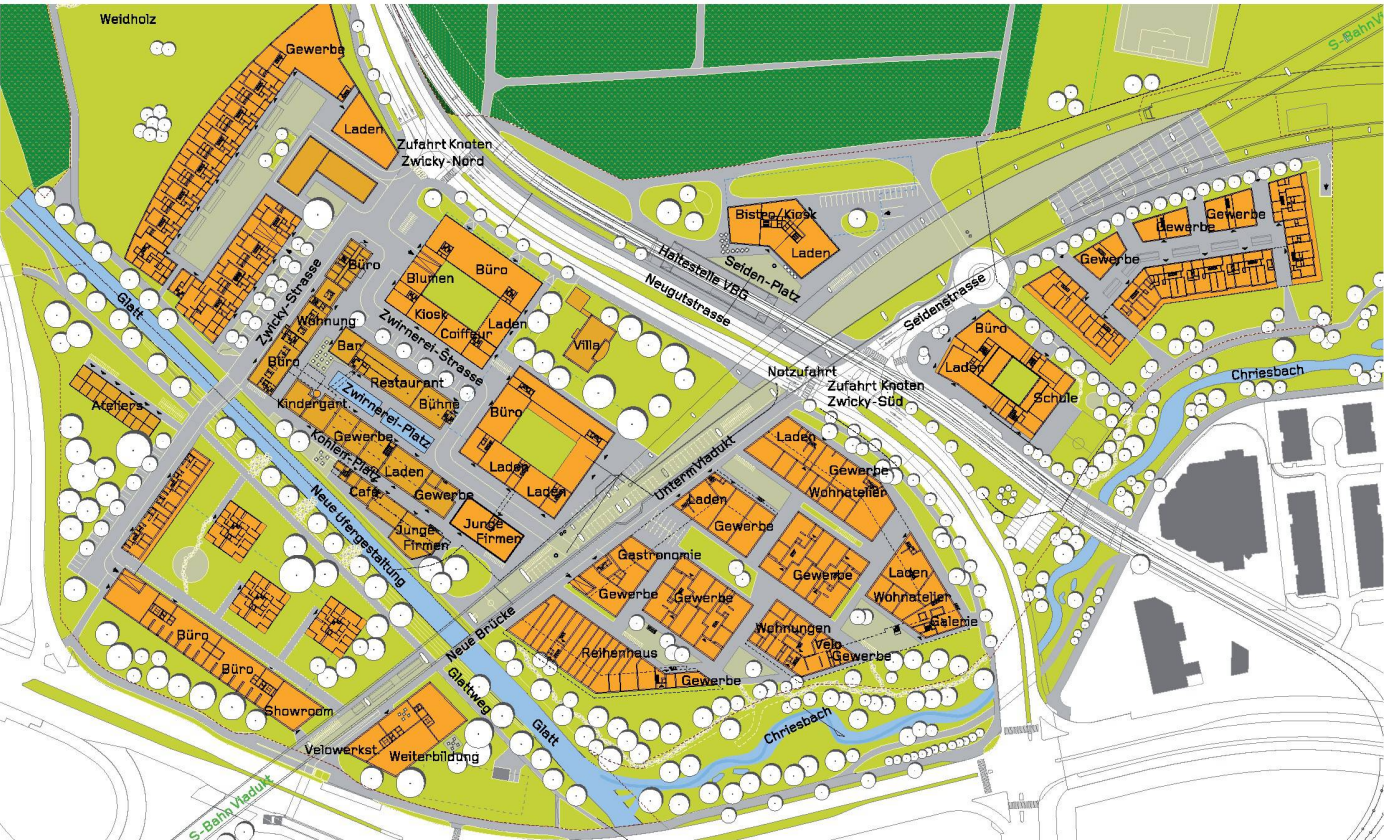 Weidholz
Gewerbe
S-Bahn V
Laden
Zufahrt Knoten
Zwicky-Nord
Bistro/Kiosk
Laden
Gewerbe
Gewerbe
Gewerbe
Haltestelle VBG
Seiden-Platz
Neugutstrasse
Seidenstrasse
Büro
Blumen
Büro
Kiosk
Laden
Coiffeur
Zwicky-Strasse
Glatt
Wohnung
Zwirnerei-Strasse
Bar
Büro
Villa
Büro
Laden
Schule
Chriesbach
Notzufahrt
Zufahrt Knoten
Zwicky-Süd
Restaurant
Bühne
Zwirnerei-Platz
Kindergart.
Ateliers
Büro
Gewerbe
Kohlen-Platz
Laden
Café
Gewerbe
Laden
Laden
Junge
Firmen
Junge
Firmen
Unterm Viadukt
Laden
Gewerbe
Wohnatelier
Laden
Gewerbe
Neue Ufergestaltung
Gastronomie
Gewerbe
Gewerbe
Gewerbe
Laden
Wohnatelier
Galerie
Wohnungen
Velo
Gewerbe
Reihenhaus
Gewerbe
Neue Brücke
Glattweg
Glatt
Chriesbach
Büro
Büro
Showroom
Velowerkst.
Weiterbildung
S-Bahn Viadukt